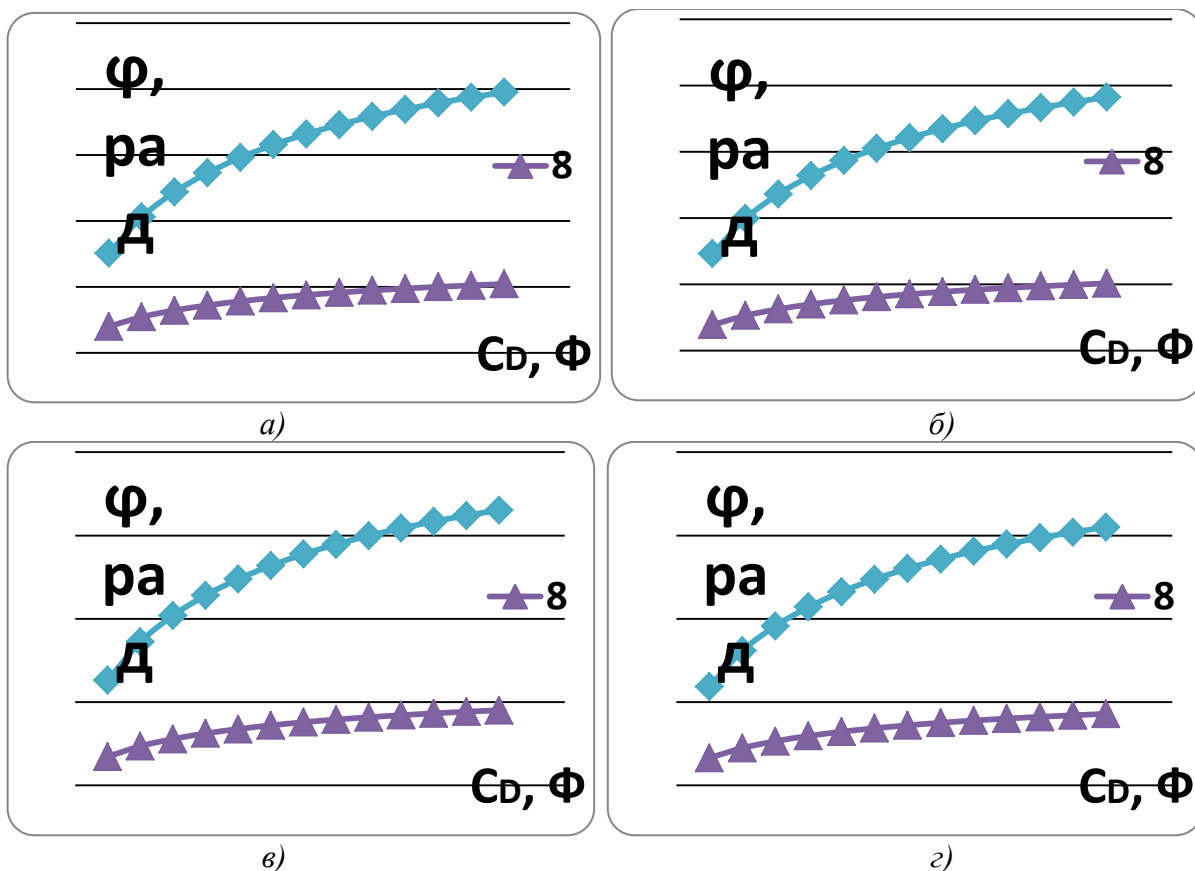 φ,
ра
д
8
CD, Ф
а)
φ,
ра
д
8
CD, Ф
б)
φ,
ра
д
8
CD, Ф
в)
φ,
ра
д
8
CD, Ф
г)